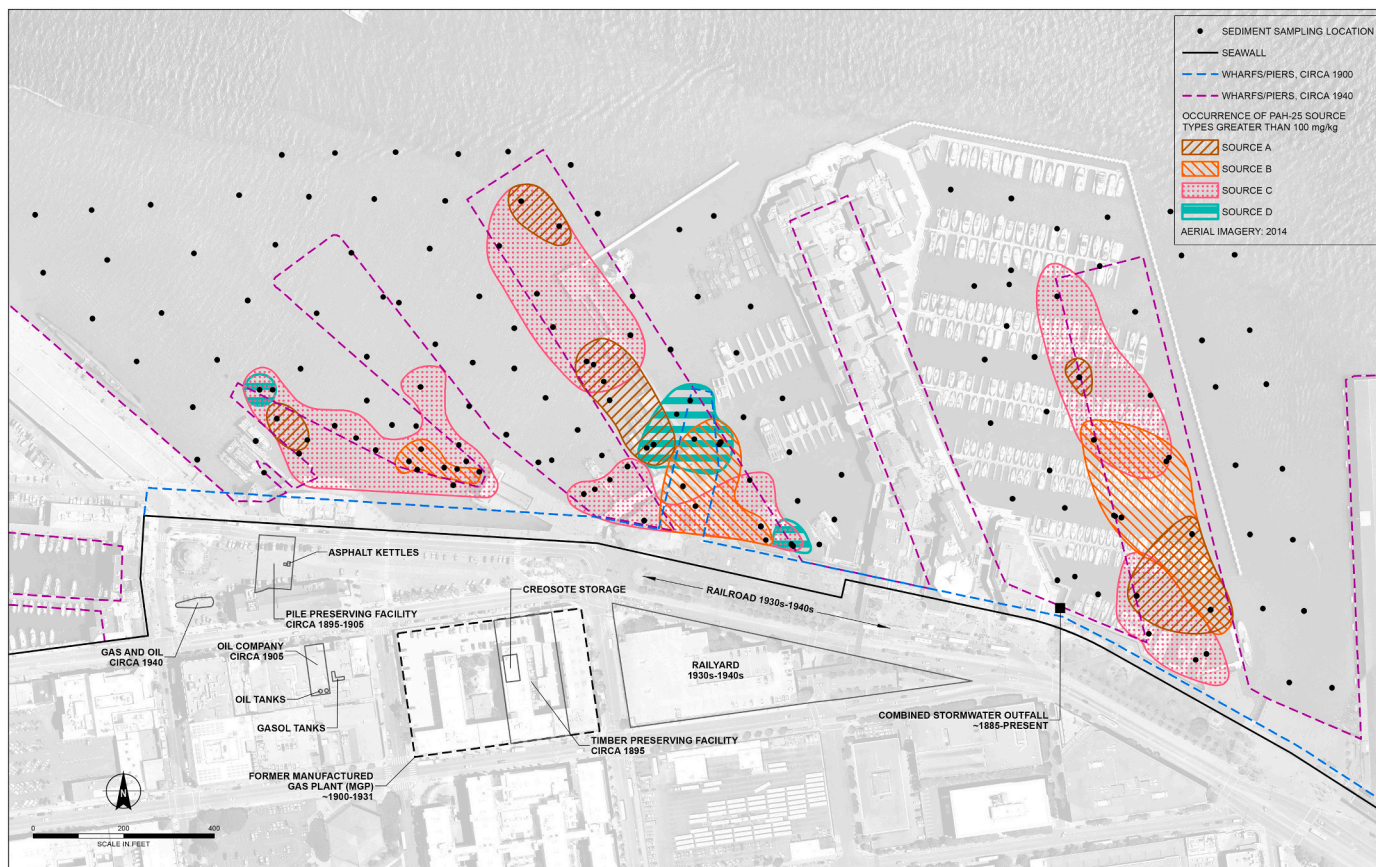 SEDIMENT SAMPLING LOCATION
SEAWALL
WHARFS/PIERS, CIRCA 1900
WHARFS/PIERS, CIRCA 1940
OCCURRENCE OF PAH-25 SOURCE
TYPES GREATER THAN 100 mg/kg
SOURCE A
SOURCE B
SOURCE C
SOURCE D
AERIAL IMAGERY: 2014
ASPHALT KETTLES
PILE PRESERVING FACILITY
CIRCA 1895-1905
GAS AND OIL
CIRCA 1940
OIL COMPANY
CIRCA 1905
OIL TANKS
GASOL TANKS
CREOSOTE STORAGE
RAILROAD 1930s-1940s
RAILYARD
1930s-1940s
TIMBER PRESERVING FACILITY
CIRCA 1895
FORMER MANUFACTURED
GAS PLANT (MGP)
~1900-1931
COMBINED STORMWATER OUTFALL
~1885-PRESENT
N
0 200 400
SCALE IN FEET